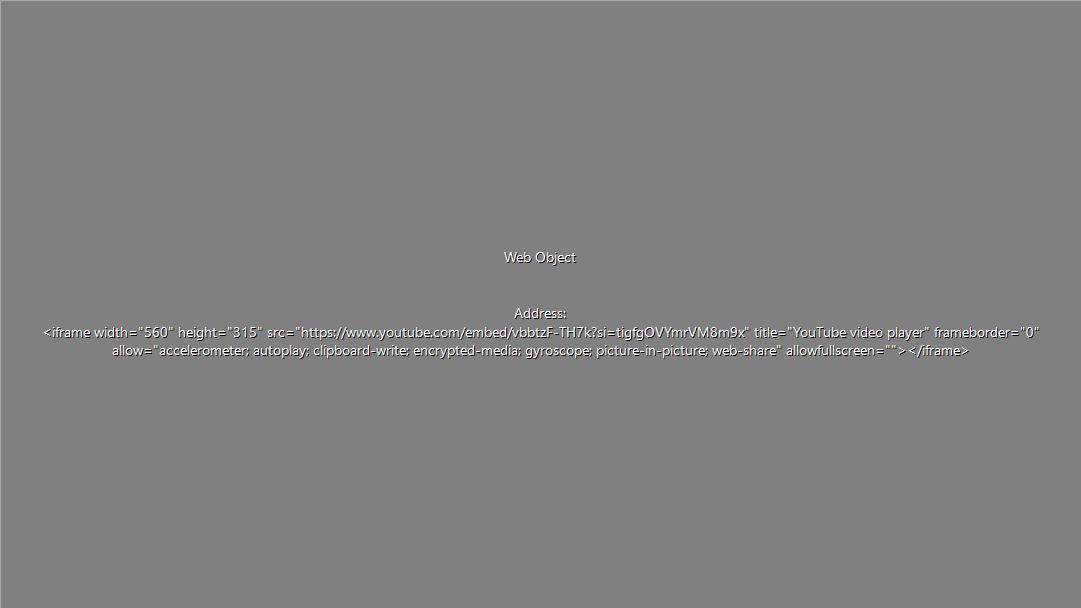 Web Object
Address:
<iframe width="560" height="315" src="https://www.youtube.com/embed/vbbtzF-TH7k?si=tigfgOVYmrVM8m9x" title="YouTube video player" frameborder="0"
allow="accelerometer; autoplay; clipboard-write; encrypted-media; gyroscope; picture-in-picture; web-share" allowfullscreen=""></iframe>